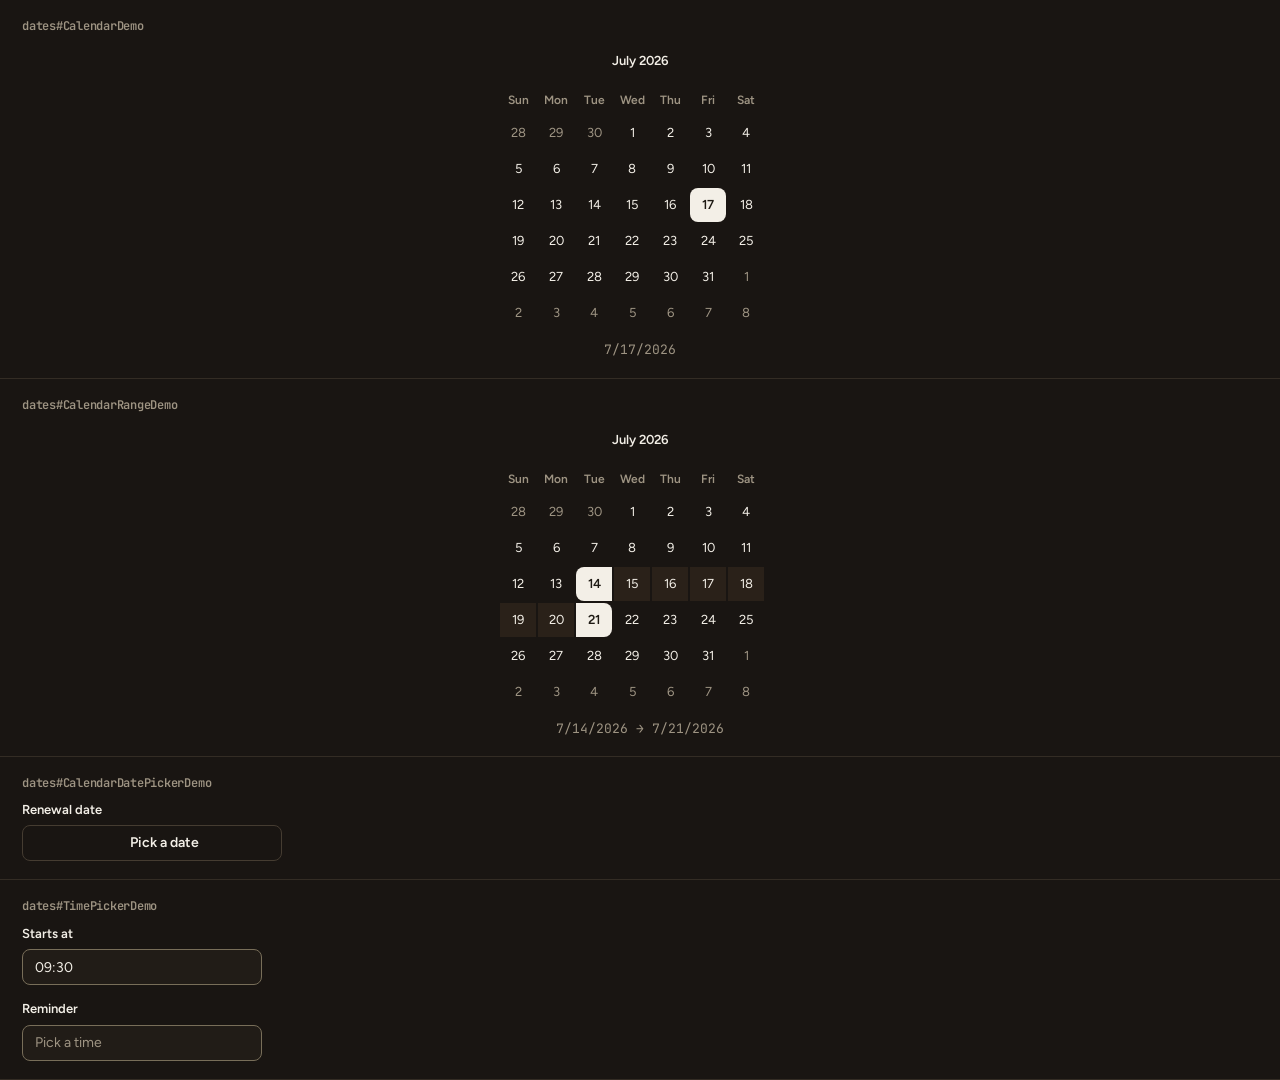 dates#CalendarDemo
July 2026
Sun Mon Tue Wed Thu Fri Sat
28 29 30 1 2 3 4
5 6 7 8 9 10 11
12 13 14 15 16 17 18
19 20 21 22 23 24 25
26 27 28 29 30 31 1
2 3 4 5 6 7 8
7/17/2026
dates#CalendarRangeDemo
July 2026
Sun Mon Tue Wed Thu Fri Sat
28 29 30 1 2 3 4
5 6 7 8 9 10 11
12 13 14 15 16 17 18
19 20 21 22 23 24 25
26 27 28 29 30 31 1
2 3 4 5 6 7 8
7/14/2026 → 7/21/2026
dates#CalendarDatePickerDemo
Renewal date
Pick a date
dates#TimePickerDemo
Starts at
09:30
Reminder
Pick a time